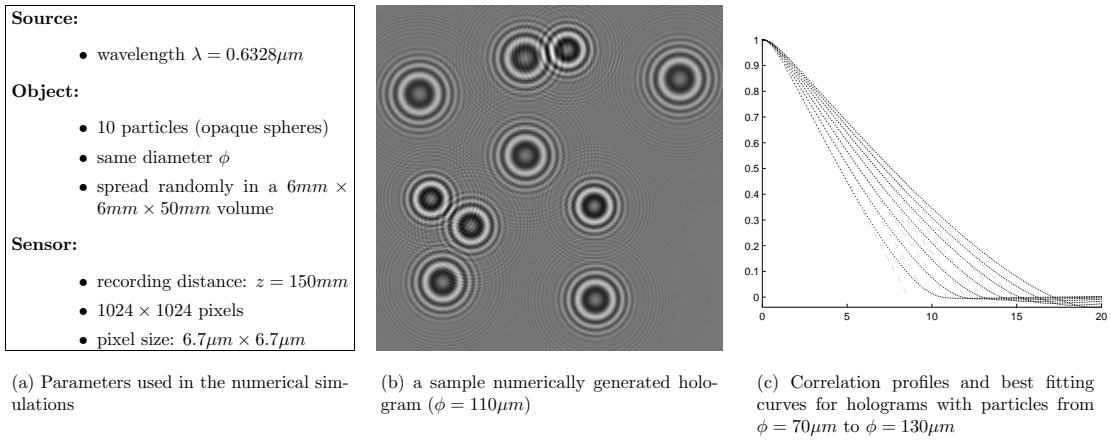 Source:
• wavelength λ = 0.6328μm
Object:
• 10 particles (opaque spheres)
• same diameter ϕ
• spread randomly in a 6mm ×
6mm × 50mm volume
Sensor:
• recording distance: z = 150mm
• 1024 × 1024 pixels
• pixel size: 6.7μm × 6.7μm
(a) Parameters used in the numerical sim-
ulations
(b) a sample numerically generated holo-
gram (ϕ = 110μm)
1
0.9
0.8
0.7
0.6
0.5
0.4
0.3
0.2
0.1
0
0 5 10 15 20
(c) Correlation profiles and best fitting
curves for holograms with particles from
ϕ = 70μm to ϕ = 130μm